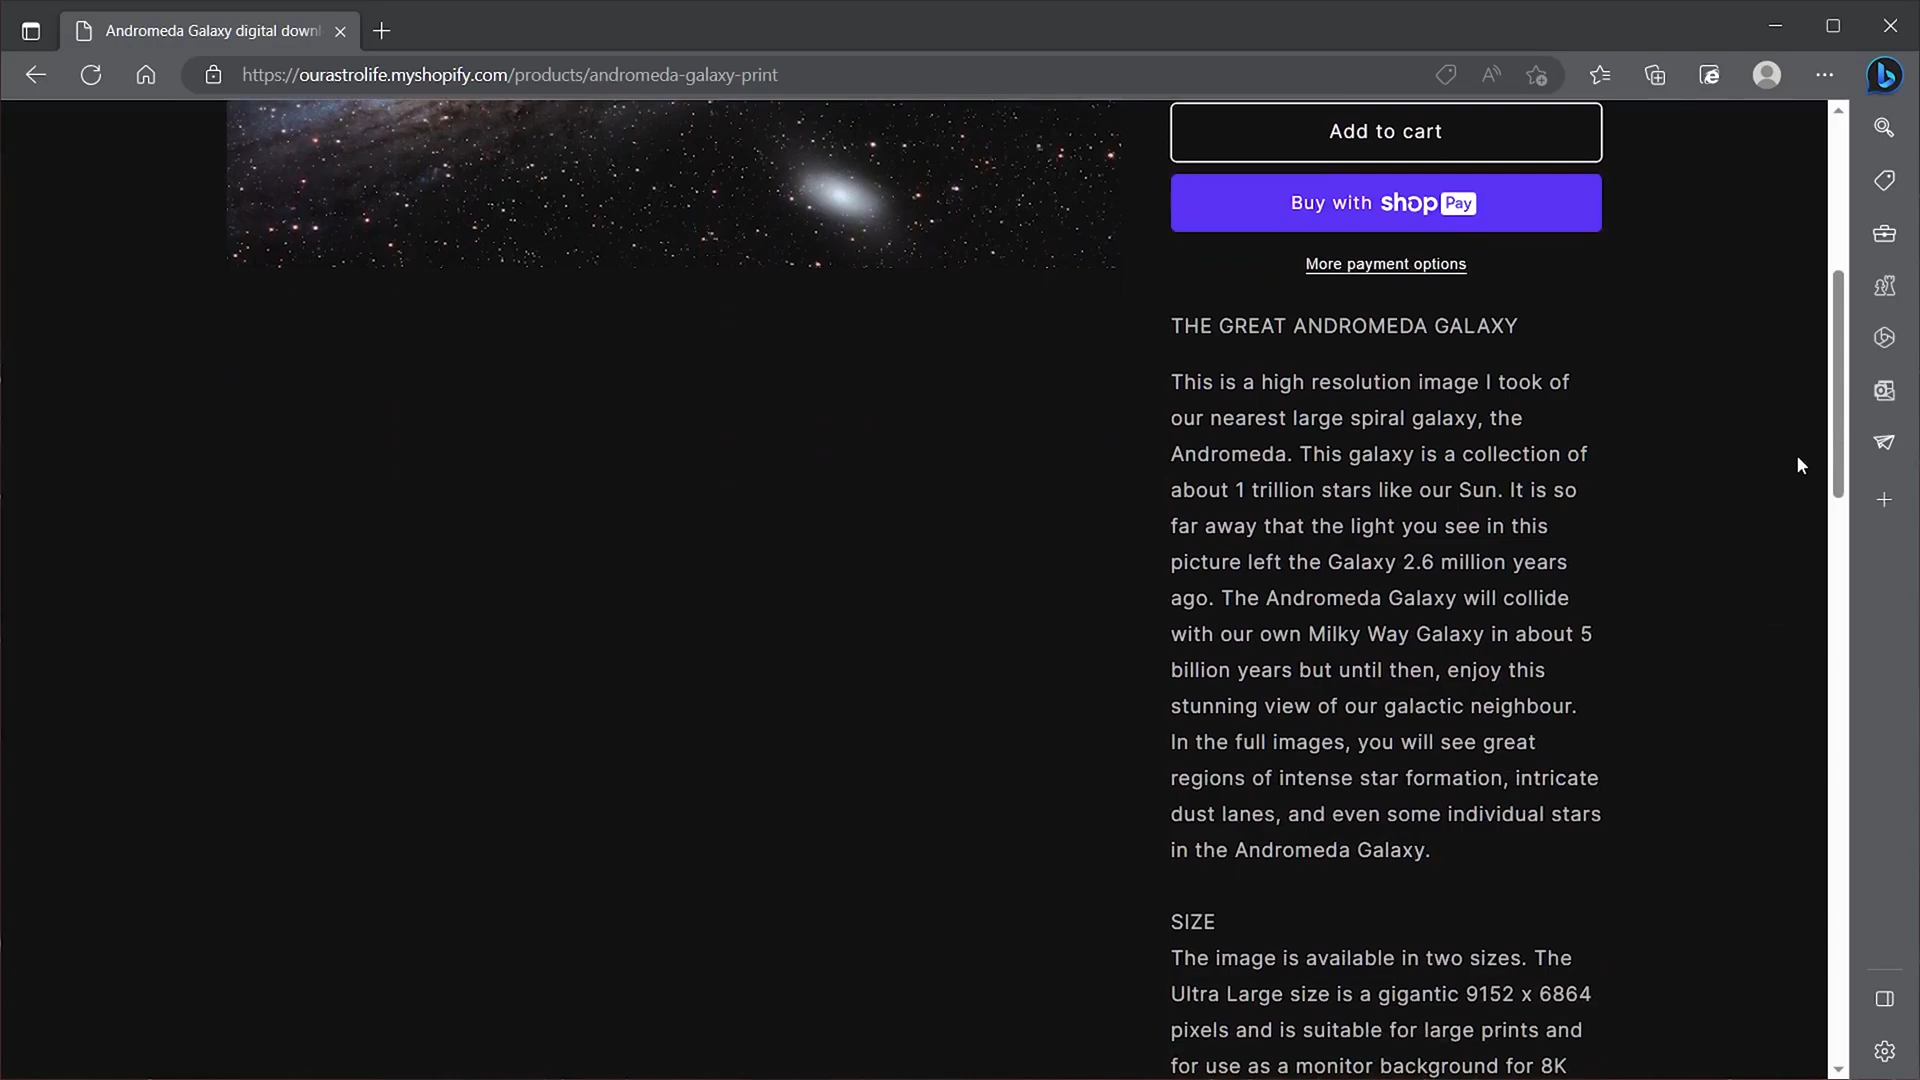 Andromeda Galaxy digital downl
https://ourastrolife.myshopify.com/products/andromeda-galaxy-print
Add to cart
Buy with shop Pay
More payment options
THE GREAT ANDROMEDA GALAXY
This is a high resolution image I took of
our nearest large spiral galaxy, the
Andromeda. This galaxy is a collection of
about 1 trillion stars like our Sun. It is so
far away that the light you see in this
picture left the Galaxy 2.6 million years
ago. The Andromeda Galaxy will collide
with our own Milky Way Galaxy in about 5
billion years but until then, enjoy this
stunning view of our galactic neighbour.
In the full images, you will see great
regions of intense star formation, intricate
dust lanes, and even some individual stars
in the Andromeda Galaxy.
SIZE
The image is available in two sizes. The
Ultra Large size is a gigantic 9152 x 6864
pixels and is suitable for large prints and
for use as a monitor background for 8K